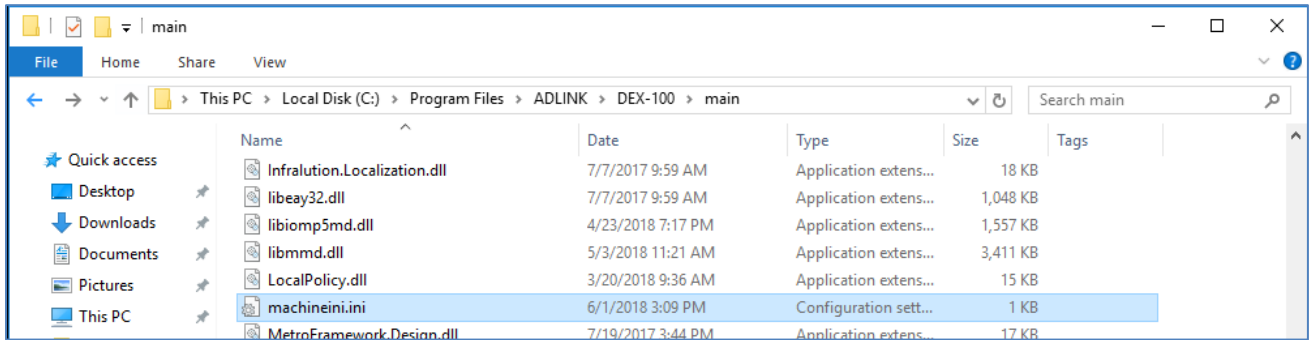 main
File Home Share View
This PC > Local Disk (C:) > Program Files > ADLINK > DEX-100 > main Search main
Name Date Type Size Tags
Quick access
Desktop
Downloads
Documents
Pictures
This PC
Infralution.Localization.dll 7/7/2017 9:59 AM Application extens... 18 KB
libeay32.dll 7/7/2017 9:59 AM Application extens... 1,048 KB
libiomp5md.dll 4/23/2018 7:17 PM Application extens... 1,557 KB
libmmd.dll 5/3/2018 11:21 AM Application extens... 3,411 KB
LocalPolicy.dll 3/20/2018 9:36 AM Application extens... 15 KB
machineini.ini 6/1/2018 3:09 PM Configuration sett... 1 KB
MetroFramework.Design.dll 7/19/2017 3:44 PM Application extens... 17 KB